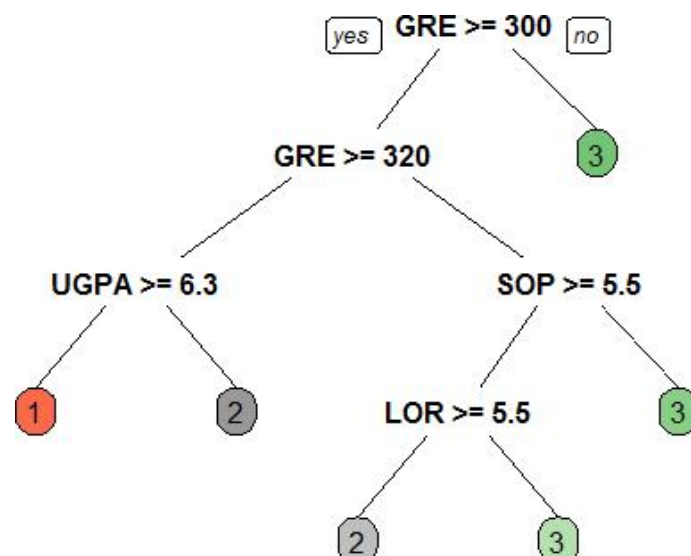 yes GRE >= 300 no
GRE >= 320 3
UGPA >= 6.3 SOP >= 5.5
1 2 LOR >= 5.5 3
2 3